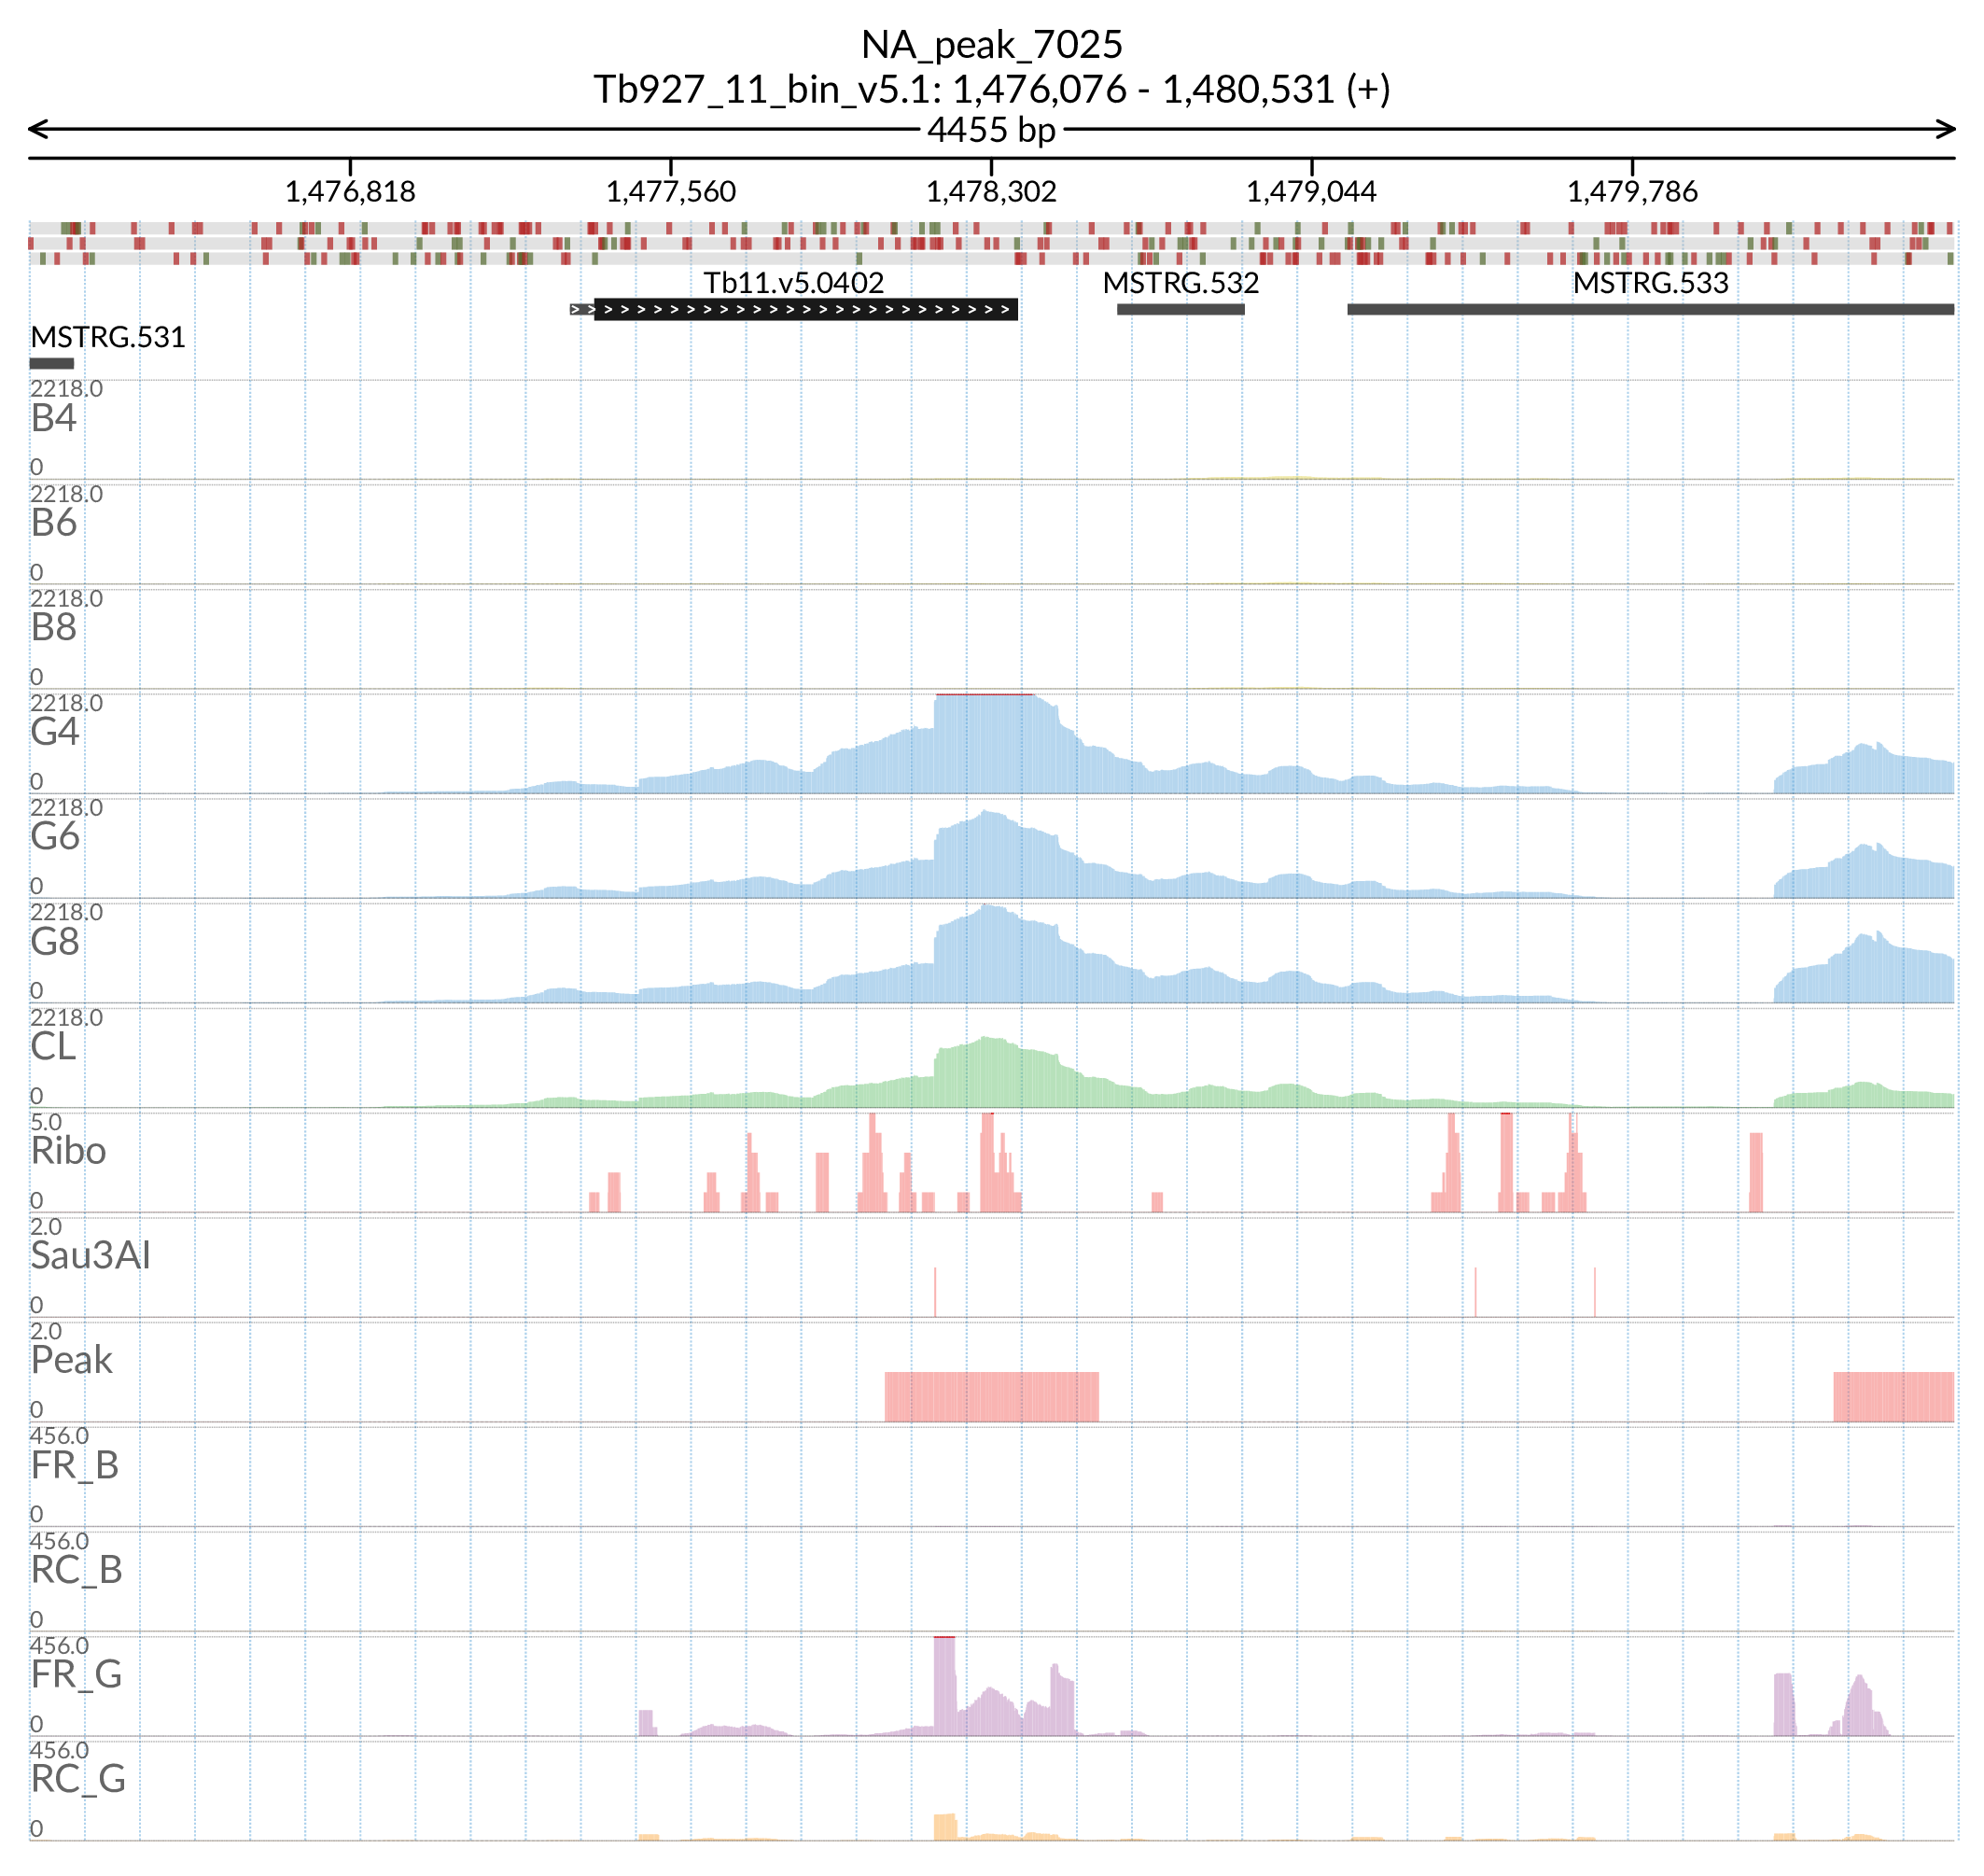 NA_peak_7025
Tb927_11_bin_v5.1: 1,476,076 - 1,480,531 (+)
4455 bp
1,476,818 1,477,560 1,478,302 1,479,044 1,479,786
Tb11.v5.0402 MSTRG.532 MSTRG.533
MSTRG.531
2218.0
B4
0
2218.0
B6
0
2218.0
B8
0
2218.0
G4
0
2218.0
G6
0
2218.0
G8
0
2218.0
CL
0
5.0
Ribo
0
2.0
Sau3AI
0
2.0
Peak
0
456.0
FR_B
0
456.0
RC_B
0
456.0
FR_G
0
456.0
RC_G
0